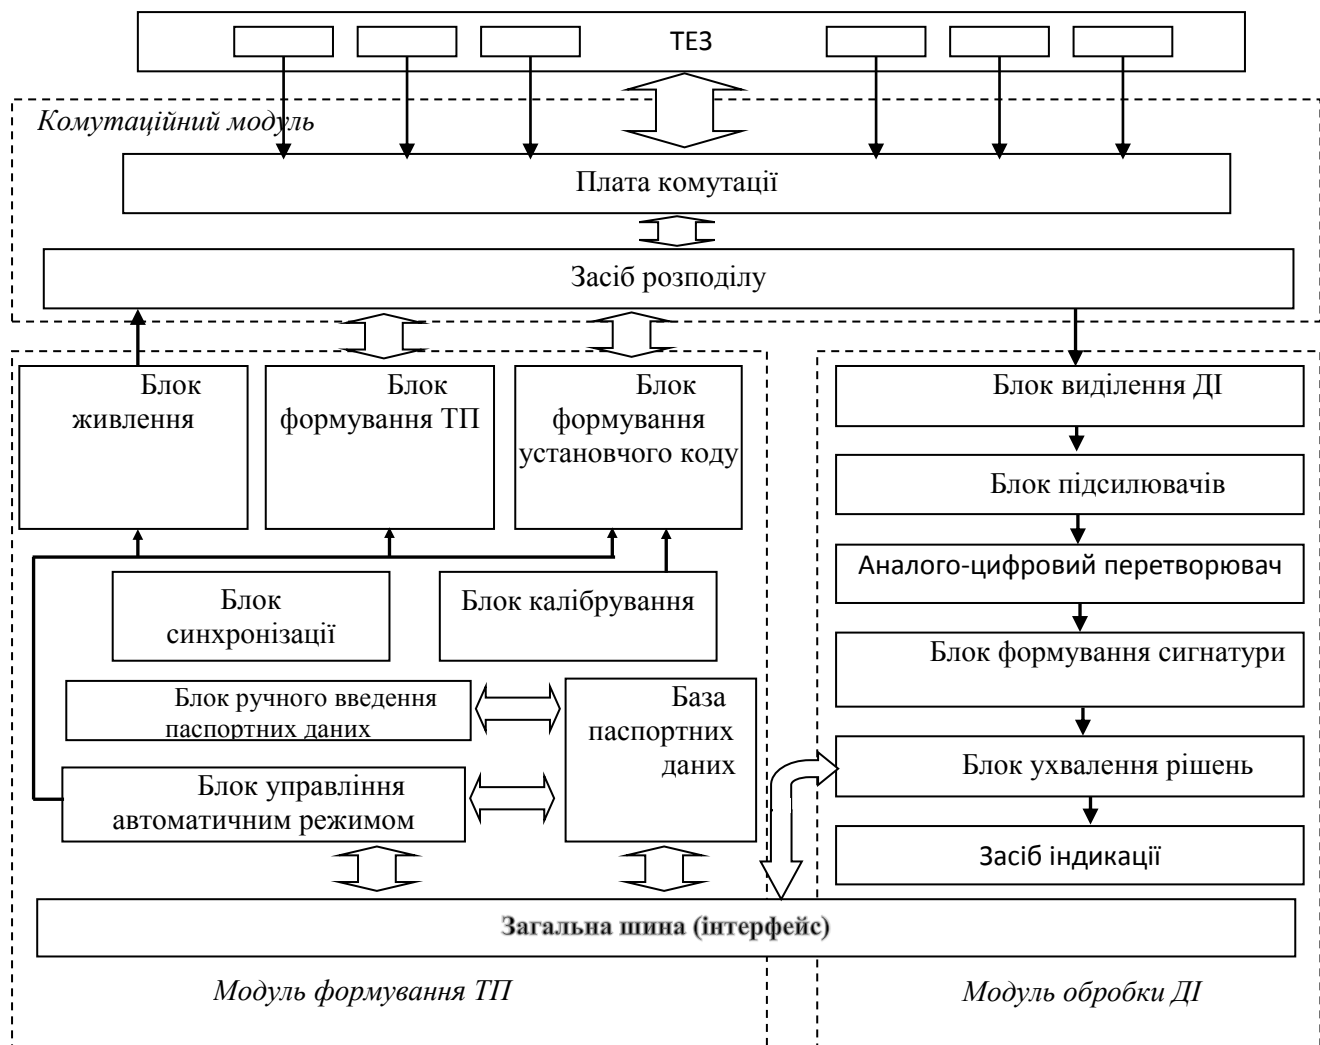 ТЕЗ
Комутаційний модуль
Плата комутації
Засіб розподілу
Блок
живлення
Блок
формування ТП
Блок
формування
установчого коду
Блок виділення ДІ
Блок підсилювачів
Аналого-цифровий перетворювач
Блок
синхронізації
Блок калібрування
Блок формування сигнатури
Блок ручного введення
паспортних даних
База
паспортних
даних
Блок управління
автоматичним режимом
Блок ухвалення рішень
Засіб індикації
Загальна шина (інтерфейс)
Модуль формування ТП
Модуль обробки ДІ